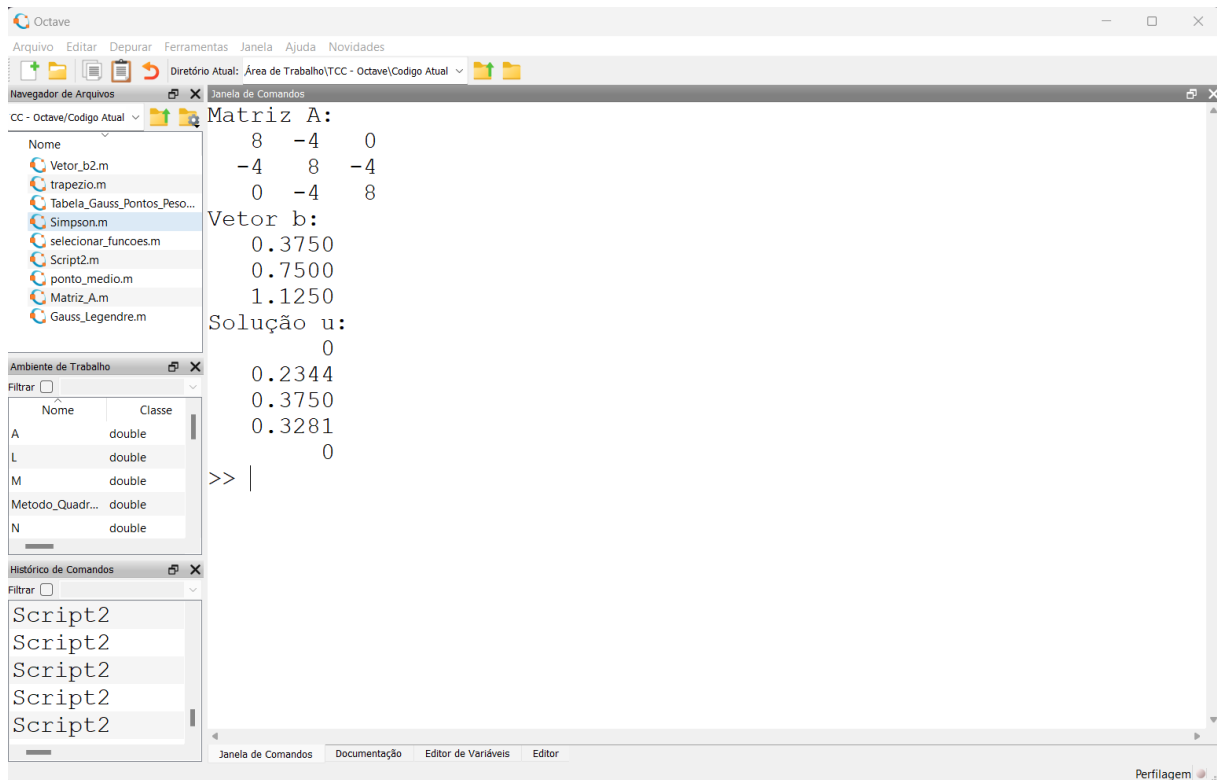 Octave
Arquivo Editar Depurar Ferramentas Janela Ajuda Novidades
Diretório Atual: Área de Trabalho\TCC - Octave\Codigo Atual
Navegador de Arquivos
CC - Octave/Codigo Atual
Nome
Vetor_b2.m
trapezio.m
Tabela_Gauss_Pontos_Peso...
Simpson.m
selecionar_funcoes.m
Script2.m
ponto_medio.m
Matriz_A.m
Gauss_Legendre.m
Ambiente de Trabalho
Filtrar
Nome Classe
A double
L double
M double
Metodo_Quadr... double
N double
Histórico de Comandos
Filtrar
Script2
Script2
Script2
Script2
Script2
Janela de Comandos
Matriz A:
8 -4 0
-4 8 -4
0 -4 8
Vetor b:
0.3750
0.7500
1.1250
Solução u:
0
0.2344
0.3750
0.3281
0
>>
Janela de Comandos Documentação Editor de Variáveis Editor
Perfilagem